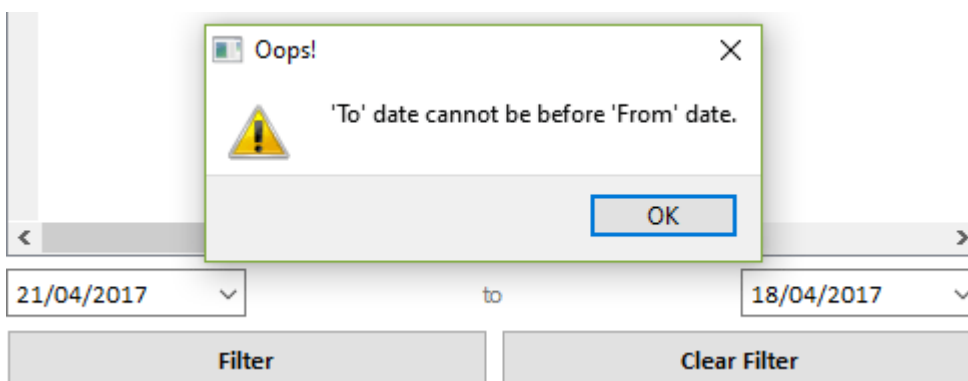 Oops!
'To' date cannot be before 'From' date.
OK
21/04/2017 to 18/04/2017
Filter Clear Filter